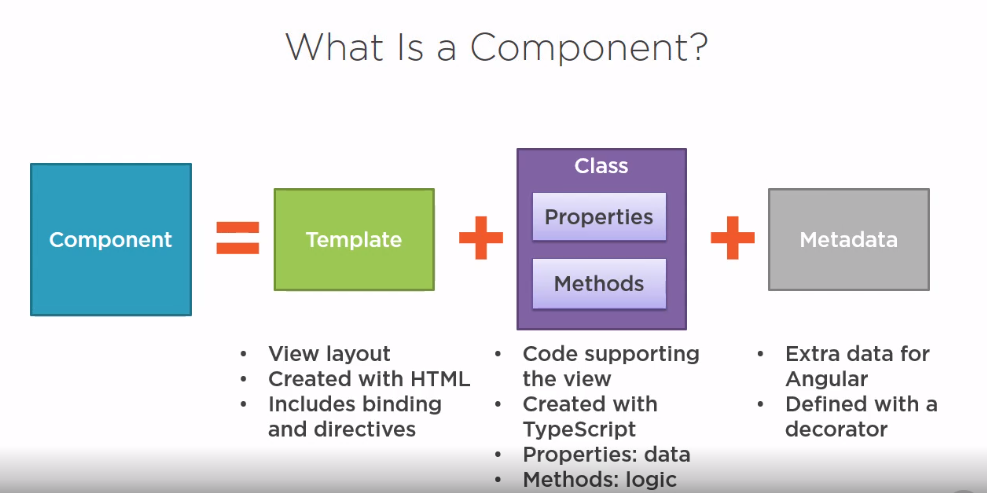 What Is a Component?
Component
Template
Class
Properties
Methods
Metadata
• View layout
• Created with HTML
• Includes binding
and directives
• Code supporting
the view
• Created with
TypeScript
• Properties: data
• Methods: logic
• Extra data for
Angular
• Defined with a
decorator